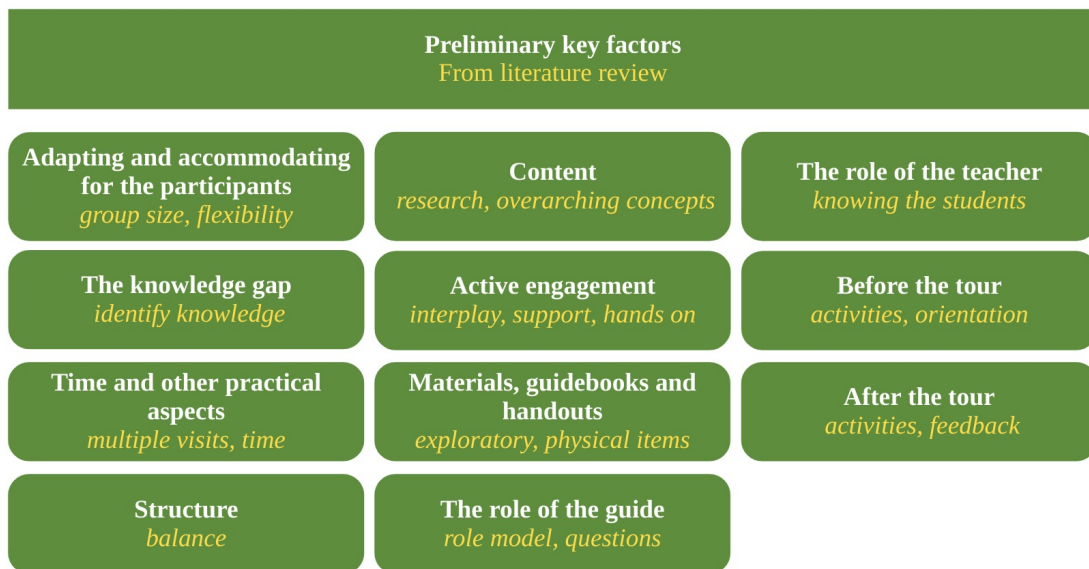 Preliminary key factors
From literature review
Adapting and accommodating
for the participants
group size, flexibility
Content
research, overarching concepts
The role of the teacher
knowing the students
The knowledge gap
identify knowledge
Active engagement
interplay, support, hands on
Before the tour
activities, orientation
Time and other practical
aspects
multiple visits, time
Materials, guidebooks and
handouts
exploratory, physical items
After the tour
activities, feedback
Structure
balance
The role of the guide
role model, questions